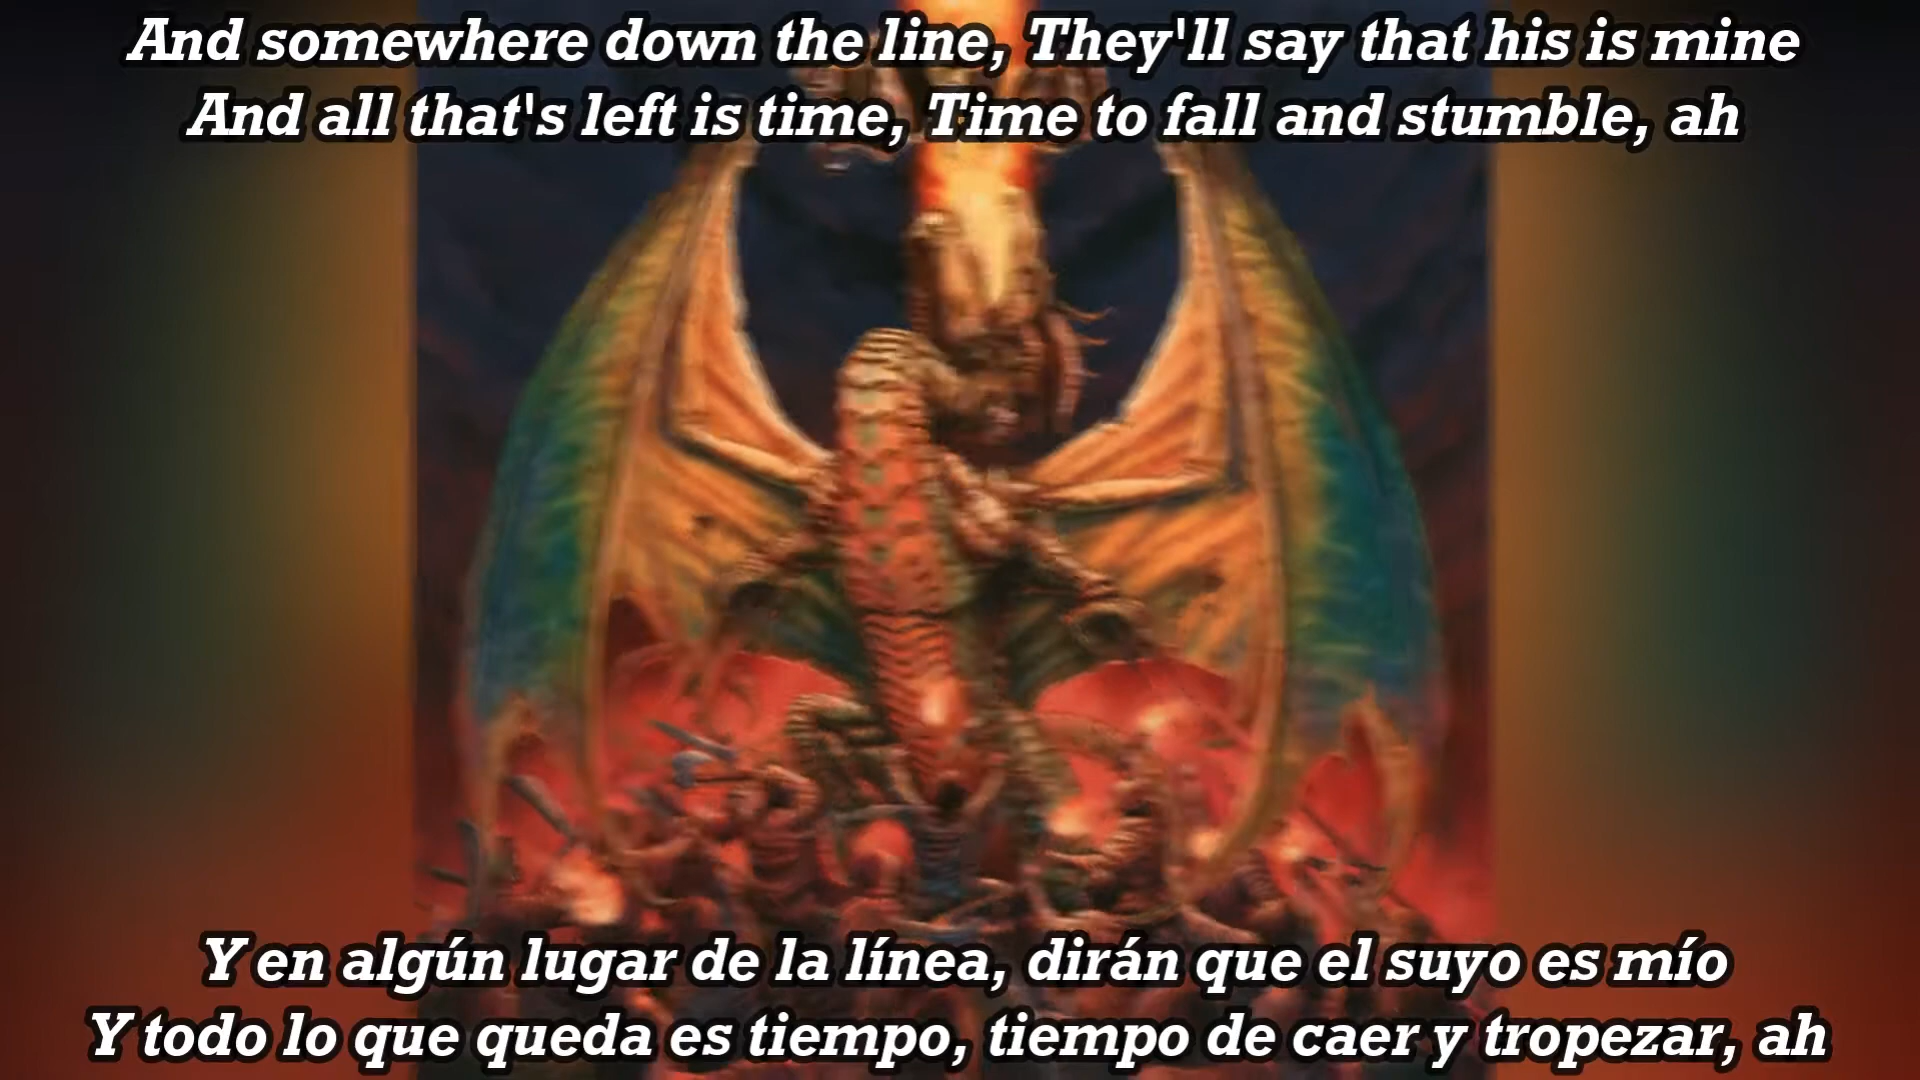 And somewhere down the line, They'll say that his is mine
And all that's left is time, Time to fall and stumble, ah
Y en algún lugar de la línea, dirán que el suyo es mío
Y todo lo que queda es tiempo, tiempo de caer y tropezar, ah